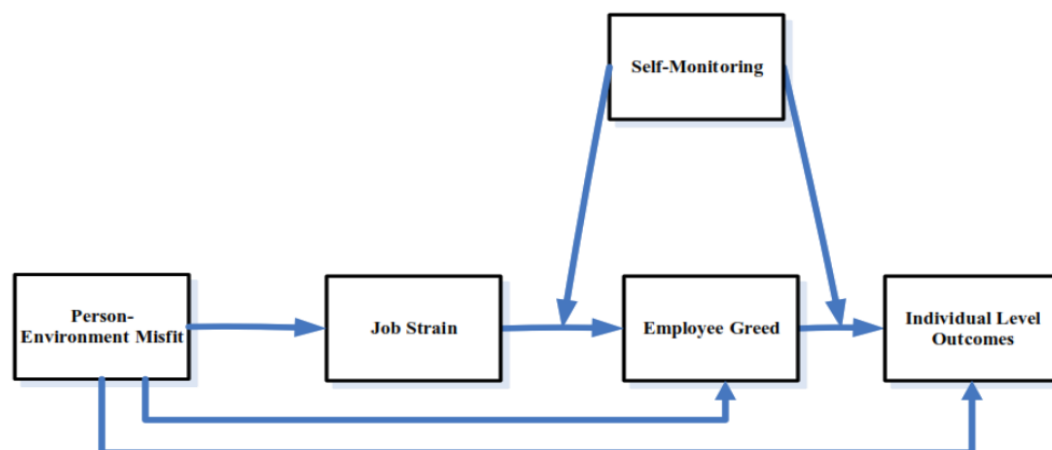 Self-Monitoring
Person-
Environment Misfit
Job Strain
Employee Greed
Individual Level
Outcomes